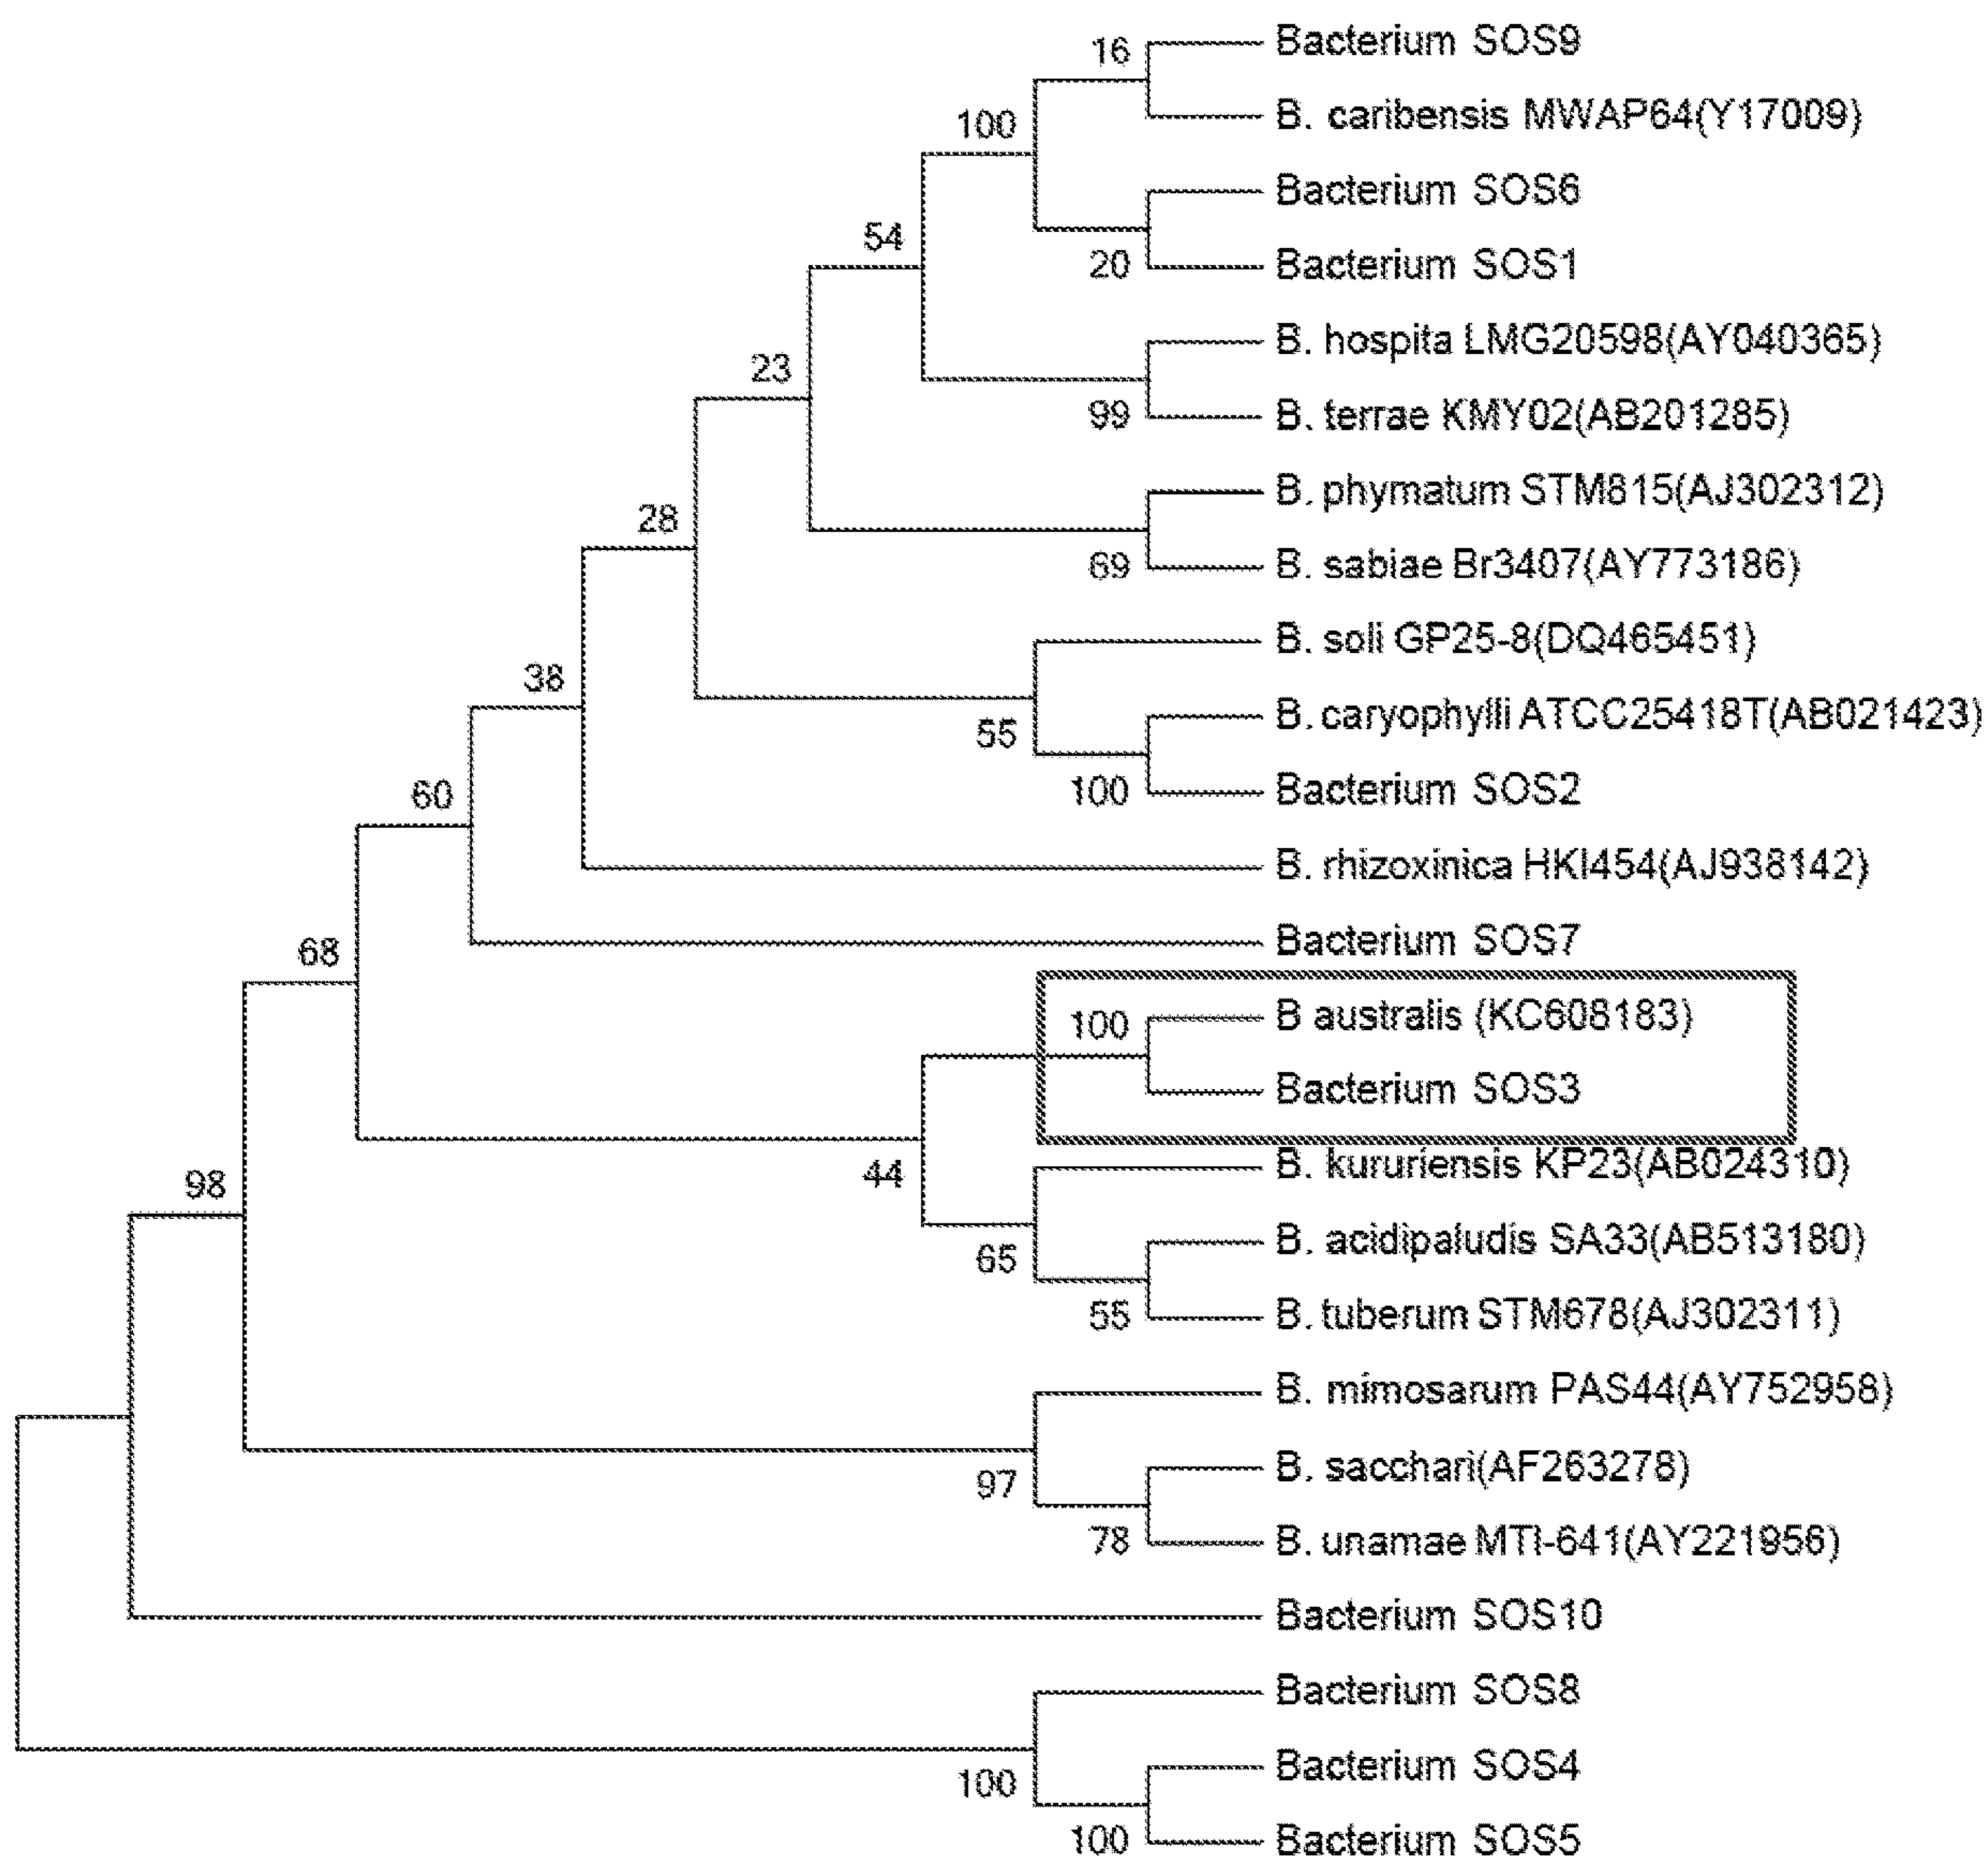 16
Bacterium SOS9
B. caribensis MWAP64(Y17009)
100
Bacterium SOS6
20
Bacterium SOS1
54
B. hospita LMG20598(AY040365)
99
B. terrae KMY02(AB201285)
23
B. phymatum STM815(AJ302312)
69
B. sabiae Br3407(AY773186)
28
B. soli GP25-8(DQ465451)
55
B. caryophylli ATCC25418T(AB021423)
100
Bacterium SOS2
38
B. rhizoxinica HKI454(AJ938142)
60
Bacterium SOS7
68
100
B australis (KC608183)
Bacterium SOS3
44
B. kururiensis KP23(AB024310)
65
B. acidipaludis SA33(AB513180)
55
B. tuberum STM678(AJ302311)
98
B. mimosarum PAS44(AY752958)
97
B. sacchari(AF263278)
78
B. unamae MTI-641(AY221956)
Bacterium SOS10
Bacterium SOS8
100
Bacterium SOS4
100
Bacterium SOS5